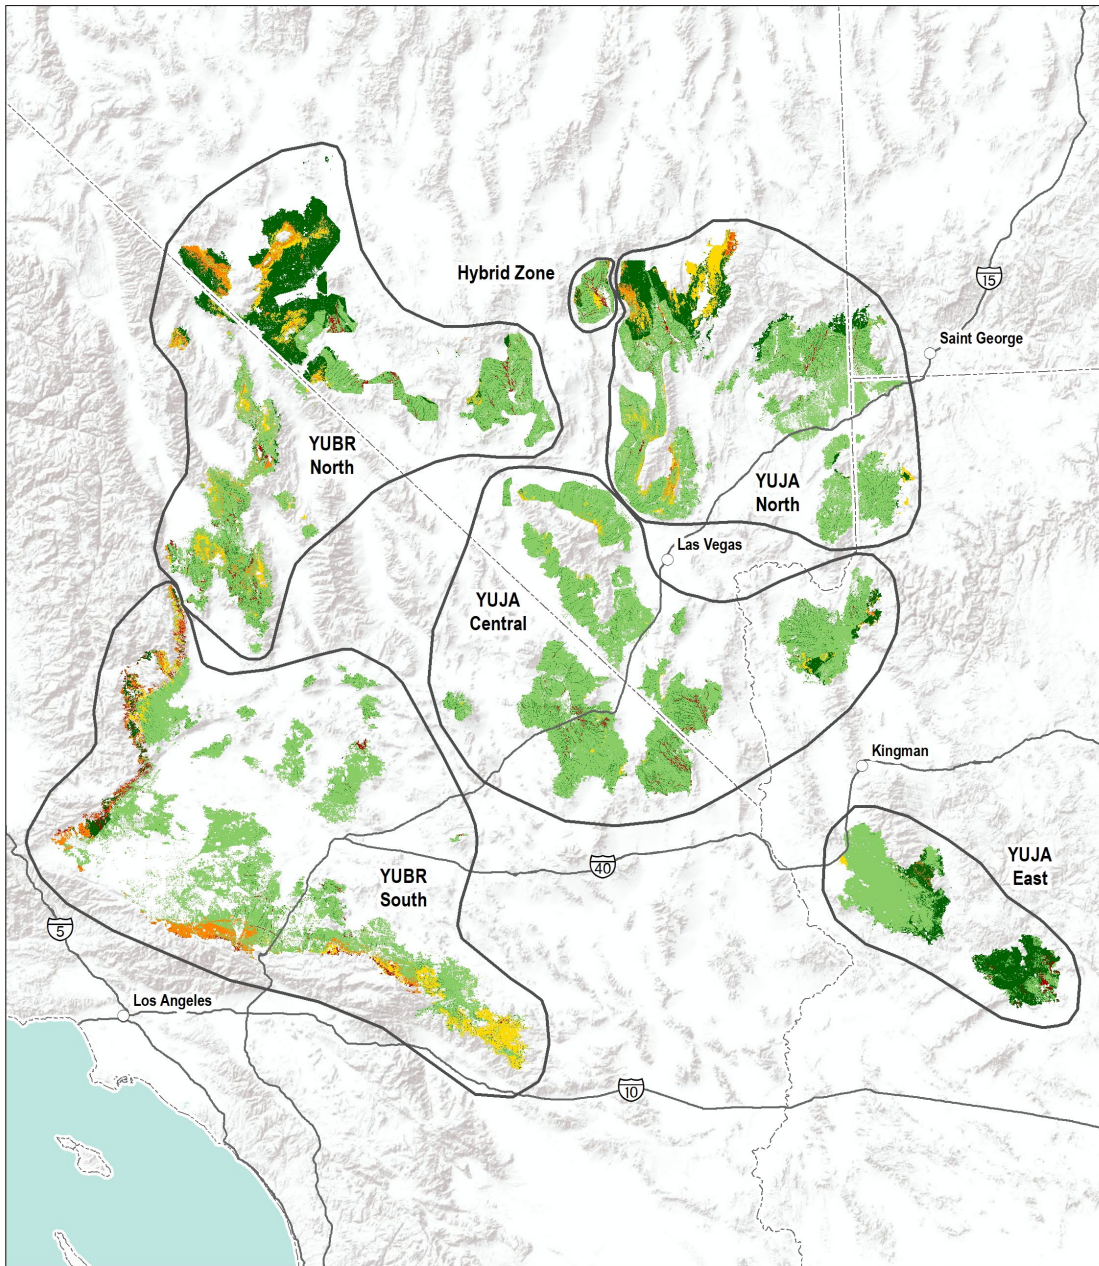 Hybrid Zone
15
Saint George
YUBR
North
YUJA
North
Las Vegas
YUJA
Central
Kingman
40
YUJA
East
YUBR
South
5
Los Angeles
10